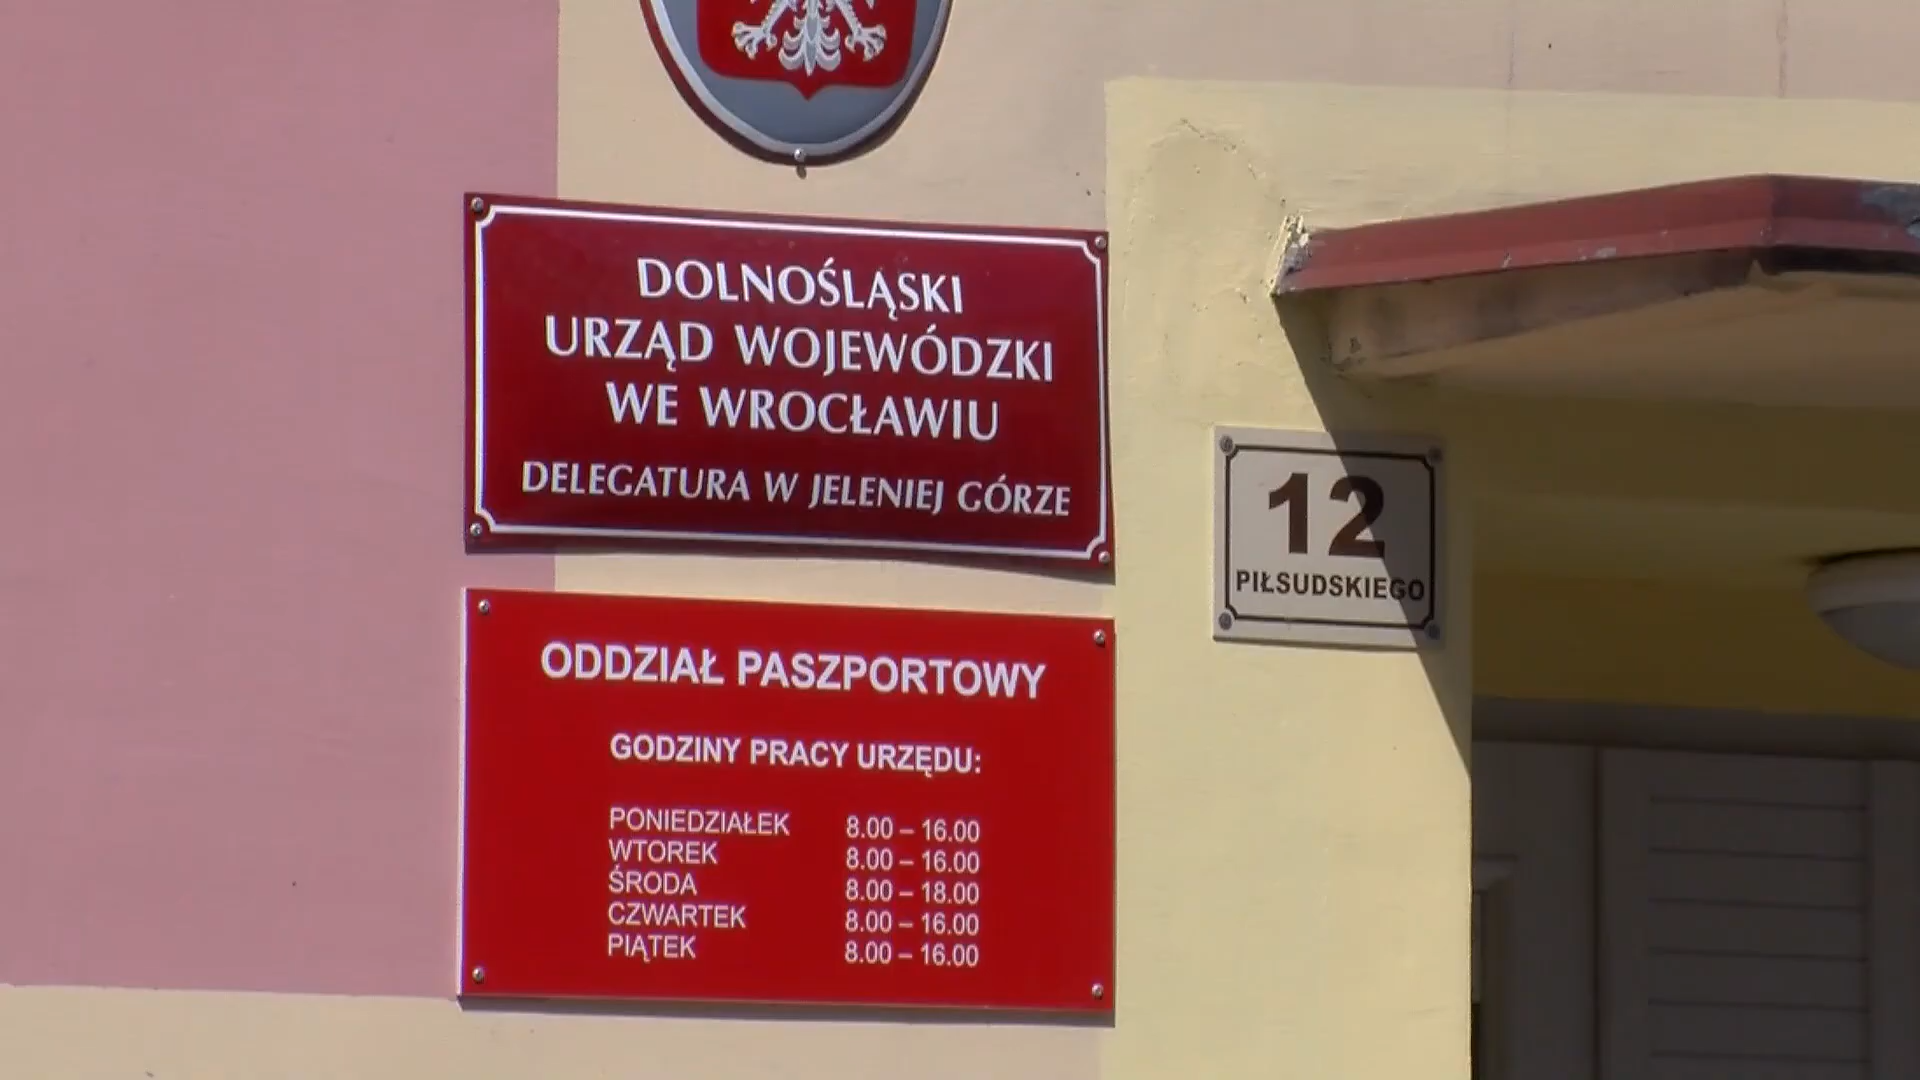 DOLNOŚLĄSKI
URZĄD WOJEWÓDZKI
WE WROCŁAWIU
DELEGATURA W JELENIEJ GÓRZE
12
PIŁSUDSKIEGO
ODDZIAŁ PASZPORTOWY
GODZINY PRACY URZĘDU:
PONIEDZIAŁEK 8.00 – 16.00
WTOREK 8.00 – 16.00
ŚRODA 8.00 – 18.00
CZWARTEK 8.00 – 16.00
PIĄTEK 8.00 – 16.00